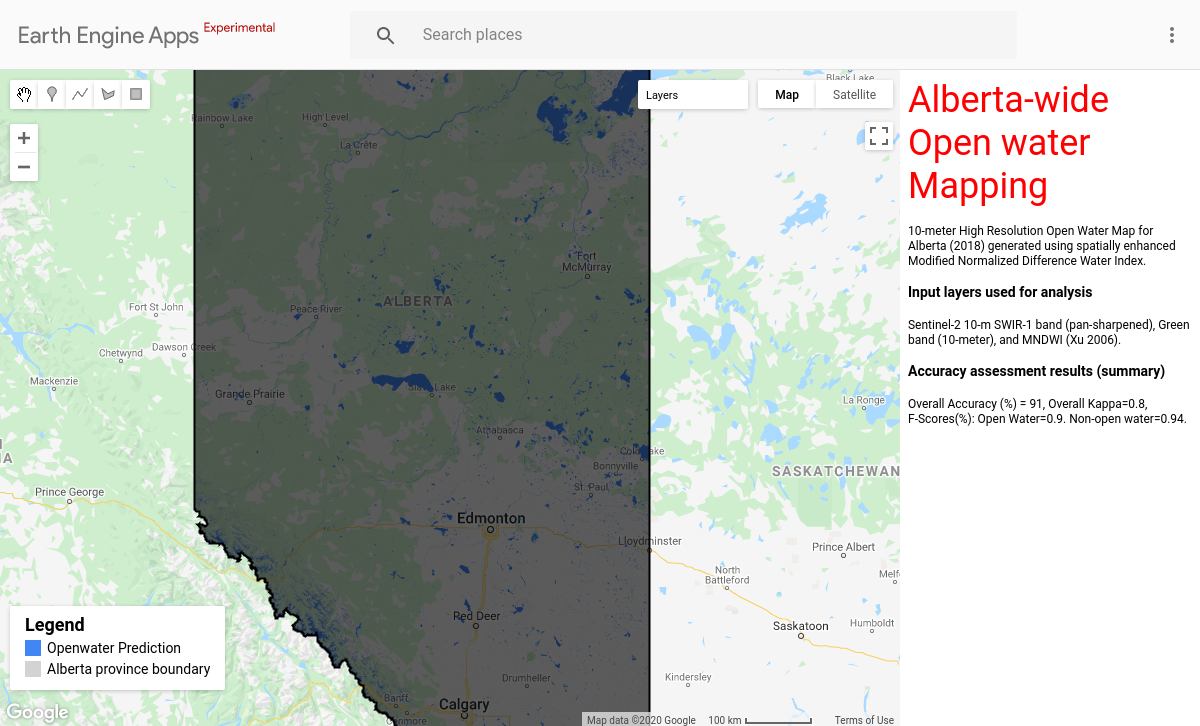 Earth Engine Apps Experimental
Search places
Layers
Map
Satellite
Black Lake
Rainbow Lake
High Level
La Crête
Fort
McMurray
ALBERTA
Peace River
Fort St John
Dawson Creek
Chetwynd
Mackenzie
Slave Lake
Grande Prairie
La Ronge
Athabasca
Cold Lake
Bonnyville
SASKATCHEWAN
St. Paul
Prince George
Edmonton
Lloydminster
Prince Albert
North
Battleford
Melf
Red Deer
Saskatoon
Humboldt
Drumheller
Kindersley
Banff
Canmore
Calgary
Legend
Openwater Prediction
Alberta province boundary
Google
Map data ©2020 Google
100 km
Terms of Use
Alberta-wide
Open water
Mapping
10-meter High Resolution Open Water Map for
Alberta (2018) generated using spatially enhanced
Modified Normalized Difference Water Index.
Input layers used for analysis
Sentinel-2 10-m SWIR-1 band (pan-sharpened), Green
band (10-meter), and MNDWI (Xu 2006).
Accuracy assessment results (summary)
Overall Accuracy (%) = 91, Overall Kappa=0.8,
F-Scores(%): Open Water=0.9. Non-open water=0.94.